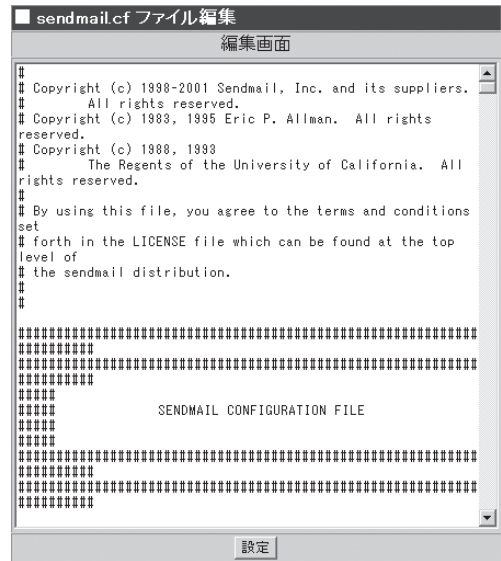 ■ sendmail.cf ファイル編集
編集画面
#
# Copyright (c) 1998-2001 Sendmail, Inc. and its suppliers.
#       All rights reserved.
# Copyright (c) 1983, 1995 Eric P. Allman.  All rights
reserved.
# Copyright (c) 1988, 1993
#       The Regents of the University of California.  All
rights reserved.
#
# By using this file, you agree to the terms and conditions
set
# forth in the LICENSE file which can be found at the top
level of
# the sendmail distribution.
#
#

############################################################
##########
############################################################
##########
#####
#####             SENDMAIL CONFIGURATION FILE
#####
#####
############################################################
##########
############################################################
##########
設定